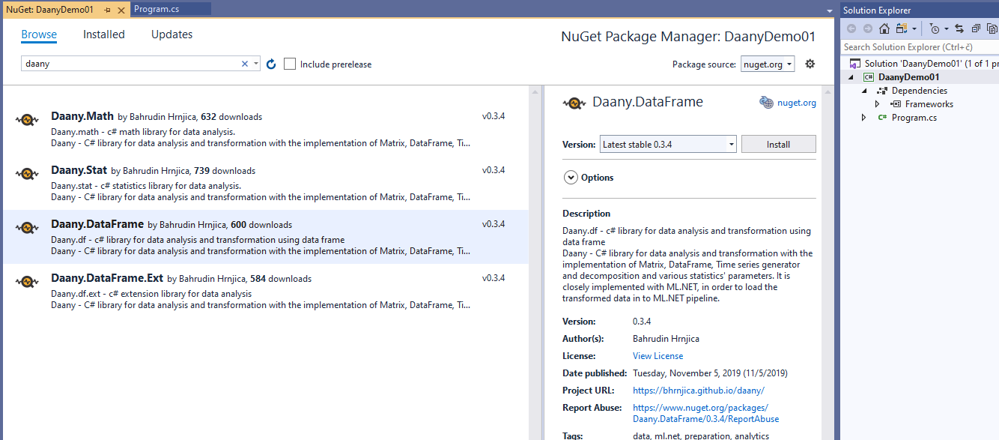 NuGet: DaanyDemo01
Program.cs
Browse
Installed
Updates
NuGet Package Manager: DaanyDemo01
daany
Include prerelease
Package source:
nuget.org
Daany.Math by Bahrudin Hrnjica, 632 downloads
v0.3.4
Daany.math - c# math library for data analysis.
Daany - C# library for data analysis and transformation with the implementation of Matrix, DataFrame, Ti...
Daany.Stat by Bahrudin Hrnjica, 739 downloads
v0.3.4
Daany.stat - c# statistics library for data analysis.
Daany - C# library for data analysis and transformation with the implementation of Matrix, DataFrame, Ti...
Daany.DataFrame by Bahrudin Hrnjica, 600 downloads
v0.3.4
Daany.df - c# library for data analysis and transformation using data frame
Daany - C# library for data analysis and transformation with the implementation of Matrix, DataFrame, Ti...
Daany.DataFrame.Ext by Bahrudin Hrnjica, 584 downloads
v0.3.4
Daany.df.ext - c# extension library for data analysis
Daany - C# library for data analysis and transformation with the implementation of Matrix, DataFrame, Ti...
Daany.DataFrame
nuget.org
Version:
Latest stable 0.3.4
Install
Options
Description
Daany.df - c# library for data analysis and transformation using
data frame
Daany - C# library for data analysis and transformation with the
implementation of Matrix, DataFrame, Time series generator
and decomposition and various statistics' parameters. It is
closely implemented with ML.NET, in order to load the
transformed data in to ML.NET pipeline.
Version: 0.3.4
Author(s): Bahrudin Hrnjica
License: View License
Date published: Tuesday, November 5, 2019 (11/5/2019)
Project URL: https://bhrnjica.github.io/daany/
Report Abuse: https://www.nuget.org/packages/
Daany.DataFrame/0.3.4/ReportAbuse
Tags: data, ml.net, preparation, analytics
Solution Explorer
Search Solution Explorer (Ctrl+č)
Solution 'DaanyDemo01' (1 of 1 pr
C# DaanyDemo01
Dependencies
Frameworks
C# Program.cs